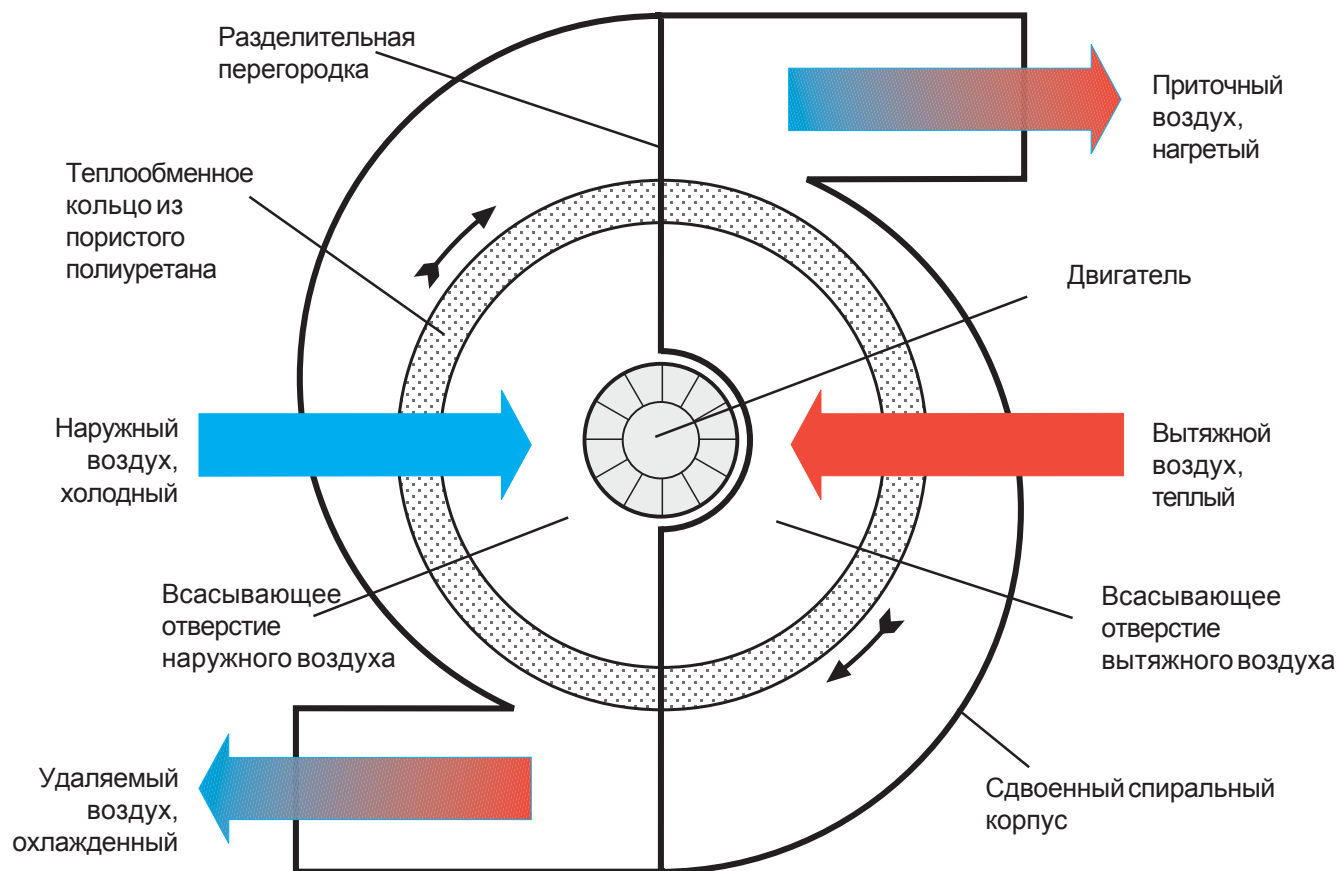 Разделительная
перегородка
Приточный
воздух,
нагретый
Теплообменное
кольцо из
пористого
полиуретана
Двигатель
Наружный
воздух,
холодный
Вытяжной
воздух,
теплый
Всасывающее
отверстие
наружного воздуха
Всасывающее
отверстие
вытяжного воздуха
Удаляемый
воздух,
охлажденный
Сдвоенный спиральный
корпус